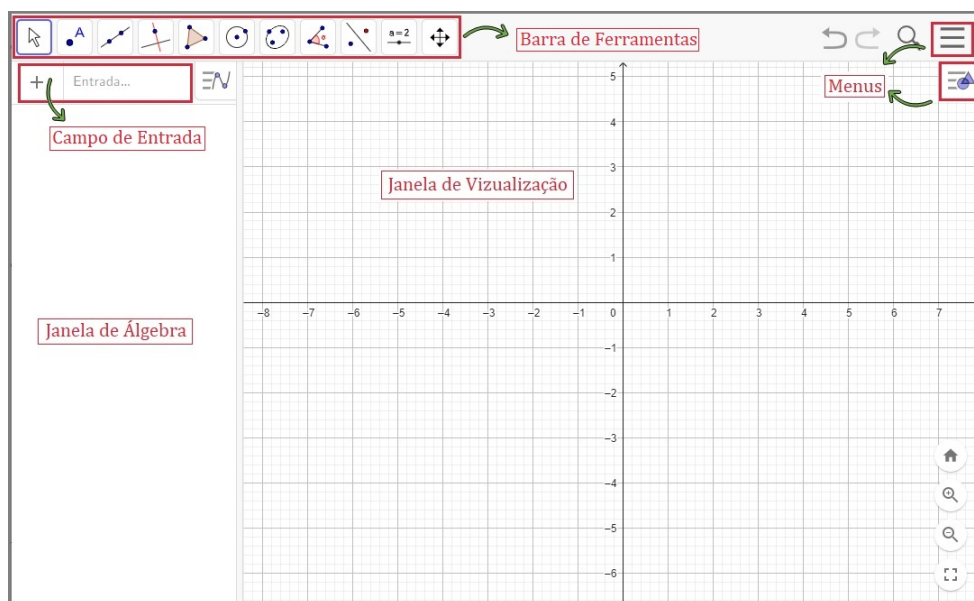 A
a=2
Barra de Ferramentas
Entrada...
Menus
Campo de Entrada
Janela de Vizualização
Janela de Álgebra
5
4
3
2
1
−8 −7 −6 −5 −4 −3 −2 −1 0 1 2 3 4 5 6 7
−1
−2
−3
−4
−5
−6